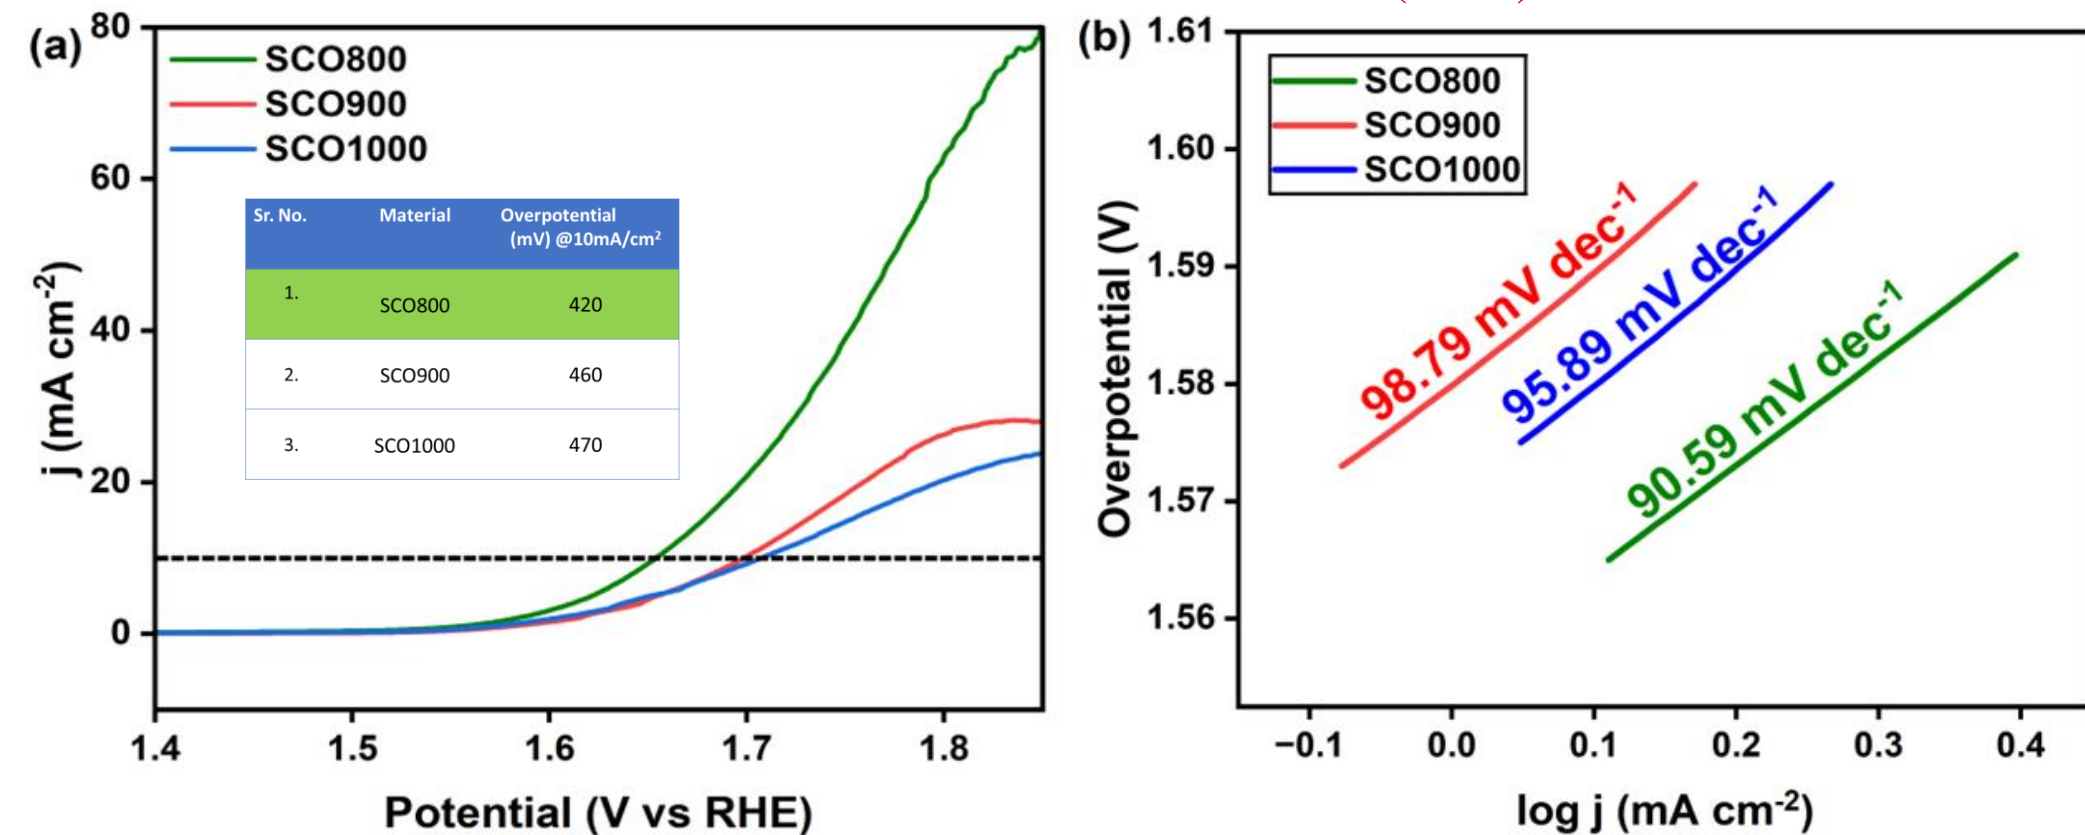 (a)
SCO800
SCO900
SCO1000
Sr. No. Material Overpotential (mV) @10mA/cm²
1. SCO800 420
2. SCO900 460
3. SCO1000 470
80
60
40
20
0
j (mA cm⁻²)
1.4 1.5 1.6 1.7 1.8
Potential (V vs RHE)
(b)
SCO800
SCO900
SCO1000
98.79 mV dec⁻¹
95.89 mV dec⁻¹
90.59 mV dec⁻¹
1.61
1.60
1.59
1.58
1.57
1.56
Overpotential (V)
−0.1 0.0 0.1 0.2 0.3 0.4
log j (mA cm⁻²)